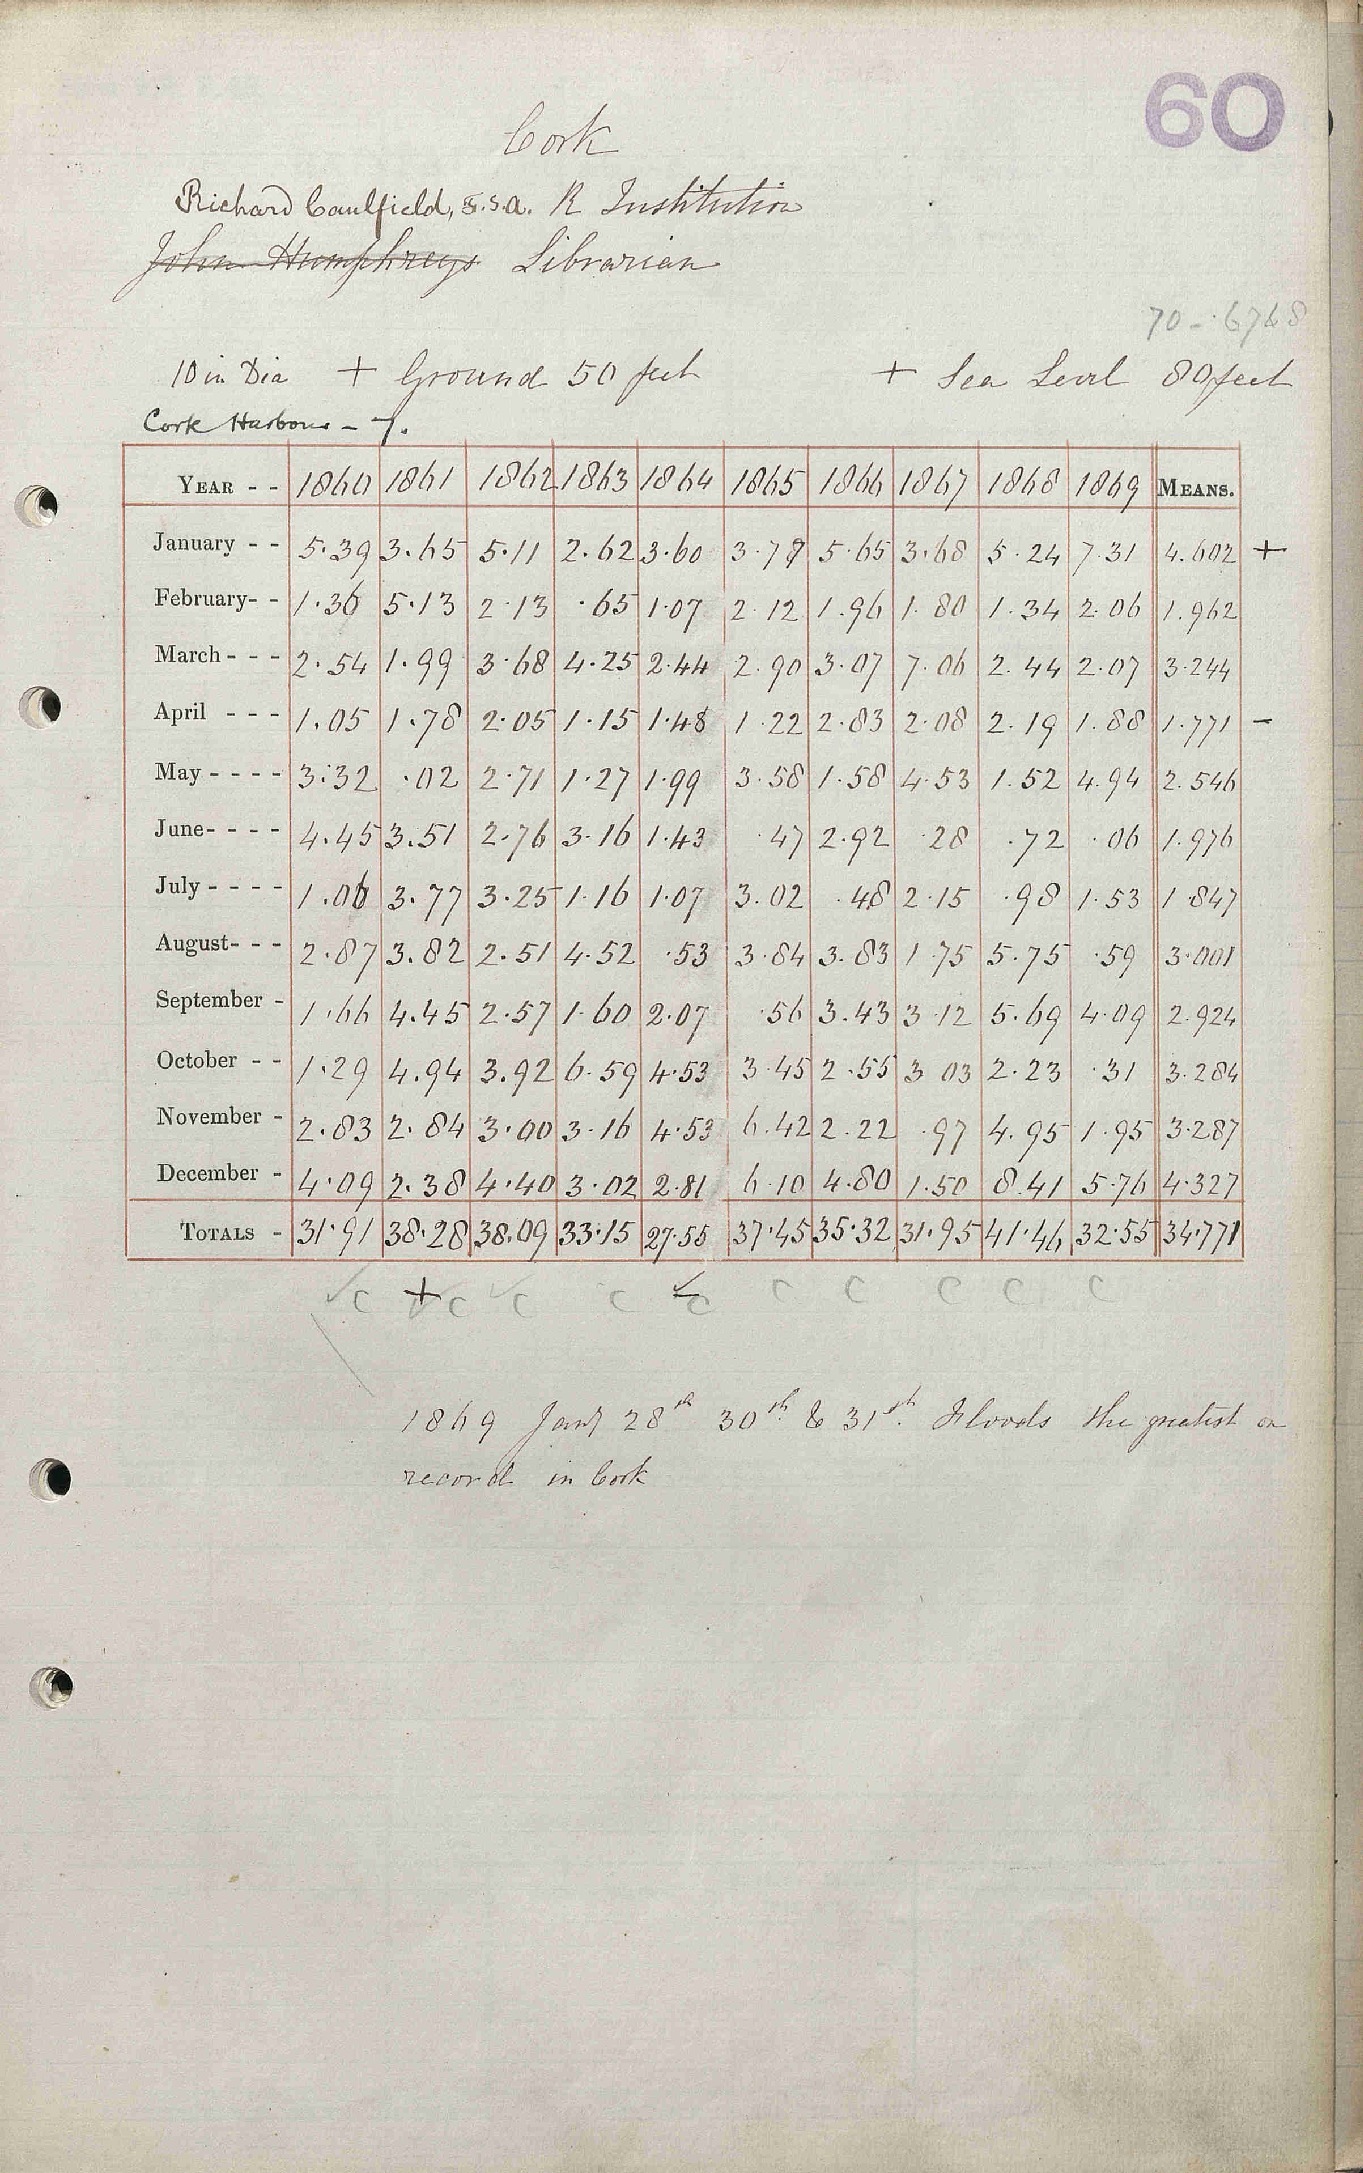 60
Cork
Richard Caulfield, F.S.A. R Institution
John Humphreys Librarian
10 in Dia + Ground 50 feet + Sea Level 80 feet
Cork Harbour - 7.
YEAR - - 1860 1861 1862 1863 1864 1865 1866 1867 1868 1869 MEANS.
January - - 5.39 3.65 5.11 2.62 3.60 3.77 5.65 3.68 5.24 7.31 4.602 +
February- - 1.36 5.13 2.13 .65 1.07 2.12 1.96 1.80 1.34 2.06 1.962
March - - - 2.54 1.99 3.68 4.25 2.44 2.90 3.07 7.06 2.44 2.07 3.244
April - - - 1.05 1.78 2.05 1.15 1.48 1.22 2.83 2.08 2.19 1.88 1.771 -
May - - - - 3.32 .02 2.71 1.27 1.99 3.58 1.58 4.53 1.52 4.94 2.546
June- - - - 4.45 3.51 2.76 3.16 1.43 .47 2.92 .28 .72 .06 1.976
July - - - - 1.06 3.77 3.25 1.16 1.07 3.02 .48 2.15 .98 1.53 1.847
August- - - 2.87 3.82 2.51 4.52 .53 3.84 3.83 1.75 5.75 .59 3.001
September - 1.66 4.45 2.57 1.60 2.07 .56 3.43 3.12 5.69 4.09 2.924
October - - 1.29 4.94 3.92 6.59 4.53 3.45 2.55 3.03 2.23 .31 3.284
November - 2.83 2.84 3.00 3.16 4.53 6.42 2.22 .97 4.95 1.95 3.287
December - 4.09 2.38 4.40 3.02 2.81 6.10 4.80 1.50 8.41 5.76 4.327
TOTALS - 31.91 38.28 38.09 33.15 27.55 37.45 35.32 31.95 41.46 32.55 34.771
c + c c c c c c c c c
1869 Jany 28th 30th & 31st. Floods the greatest on
record in Cork